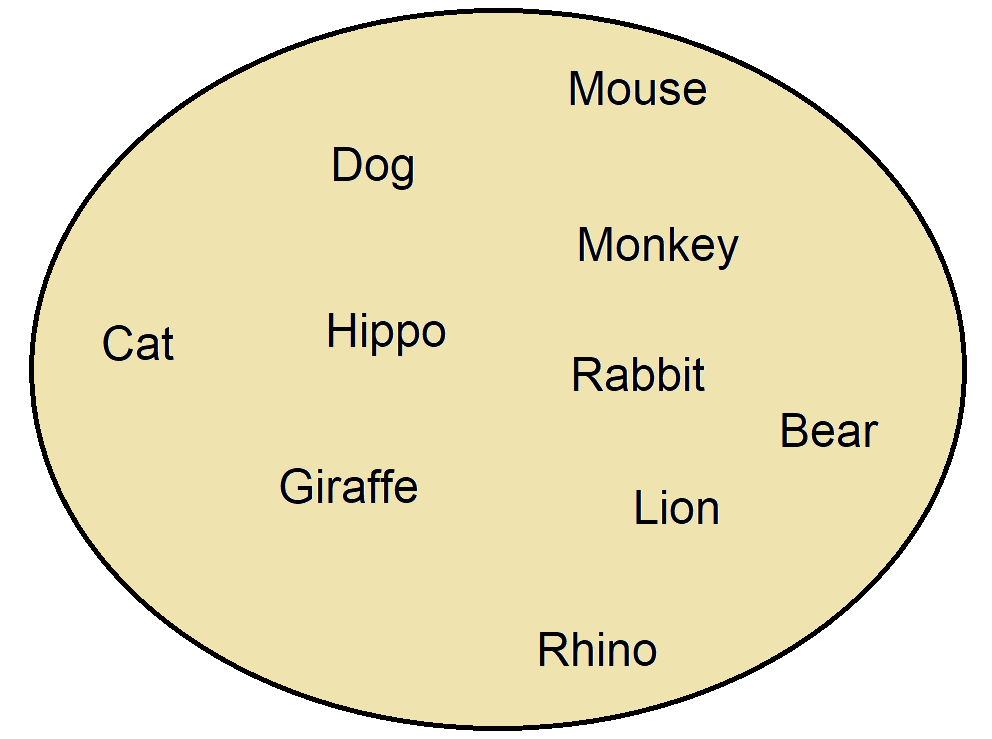 Mouse
Dog
Monkey
Hippo
Cat
Rabbit
Bear
Giraffe
Lion
Rhino